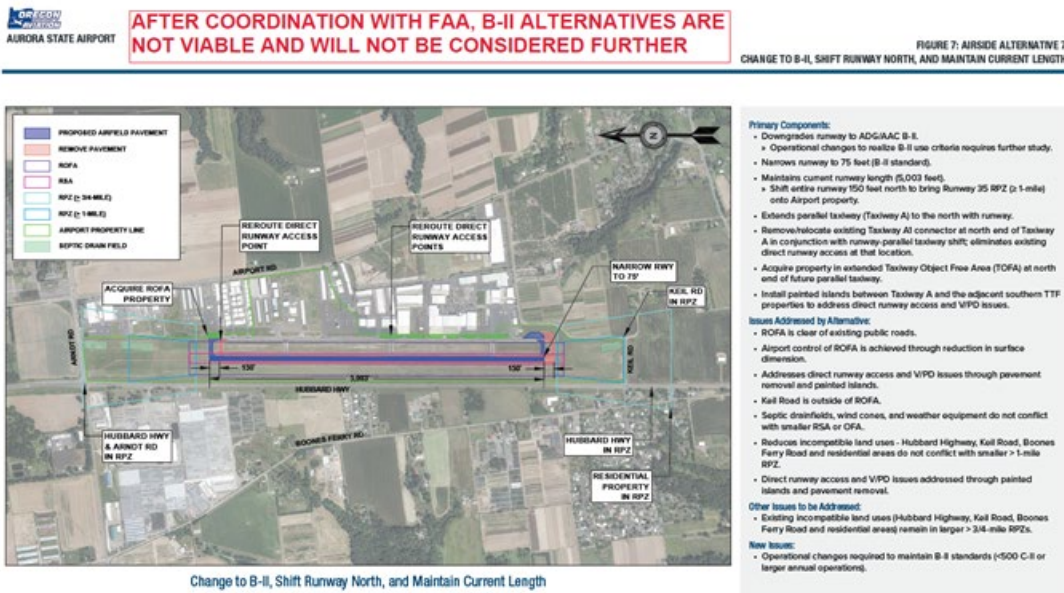 OREGON
AVIATION
AURORA STATE AIRPORT
AFTER COORDINATION WITH FAA, B-II ALTERNATIVES ARE
NOT VIABLE AND WILL NOT BE CONSIDERED FURTHER
FIGURE 7: AIRSIDE ALTERNATIVE 7
CHANGE TO B-II, SHIFT RUNWAY NORTH, AND MAINTAIN CURRENT LENGTH
PROPOSED AIRFIELD PAVEMENT
REMOVE PAVEMENT
ROFA
RSA
RPZ (≥ 3/4-MILE)
RPZ (≥ 1-MILE)
AIRPORT PROPERTY LINE
SEPTIC DRAIN FIELD
N
REROUTE DIRECT
RUNWAY ACCESS
POINT
REROUTE DIRECT
RUNWAY ACCESS
POINTS
AIRPORT RD
NARROW RWY
TO 75'
ACQUIRE ROFA
PROPERTY
KEIL RD
IN RPZ
ARNDT RD
KEIL RD
150'
150'
5,003'
HUBBARD HWY
HUBBARD HWY
& ARNDT RD
IN RPZ
BOONES FERRY RD
HUBBARD HWY
IN RPZ
RESIDENTIAL
PROPERTY
IN RPZ
Change to B-II, Shift Runway North, and Maintain Current Length
Primary Components:
• Downgrades runway to ADG/AAC B-II.
» Operational changes to realize B-II use criteria requires further study.
• Narrows runway to 75 feet (B-II standard).
• Maintains current runway length (5,003 feet).
» Shift entire runway 150 feet north to bring Runway 35 RPZ (≥ 1-mile)
onto Airport property.
• Extends parallel taxiway (Taxiway A) to the north with runway.
• Remove/relocate existing Taxiway A1 connector at north end of Taxiway
A in conjunction with runway-parallel taxiway shift; eliminates existing
direct runway access at that location.
• Acquire property in extended Taxiway Object Free Area (TOFA) at north
end of future parallel taxiway.
• Install painted islands between Taxiway A and the adjacent southern TTF
properties to address direct runway access and V/PD issues.
Issues Addressed by Alternative:
• ROFA is clear of existing public roads.
• Airport control of ROFA is achieved through reduction in surface
dimension.
• Addresses direct runway access and V/PD issues through pavement
removal and painted islands.
• Keil Road is outside of ROFA.
• Septic drainfields, wind cones, and weather equipment do not conflict
with smaller RSA or OFA.
• Reduces incompatible land uses - Hubbard Highway, Keil Road, Boones
Ferry Road and residential areas do not conflict with smaller > 1-mile
RPZ.
• Direct runway access and V/PD issues addressed through painted
islands and pavement removal.
Other Issues to be Addressed:
• Existing incompatible land uses (Hubbard Highway, Keil Road, Boones
Ferry Road and residential areas) remain in larger > 3/4-mile RPZs.
New Issues:
• Operational changes required to maintain B-II standards (<500 C-II or
larger annual operations).